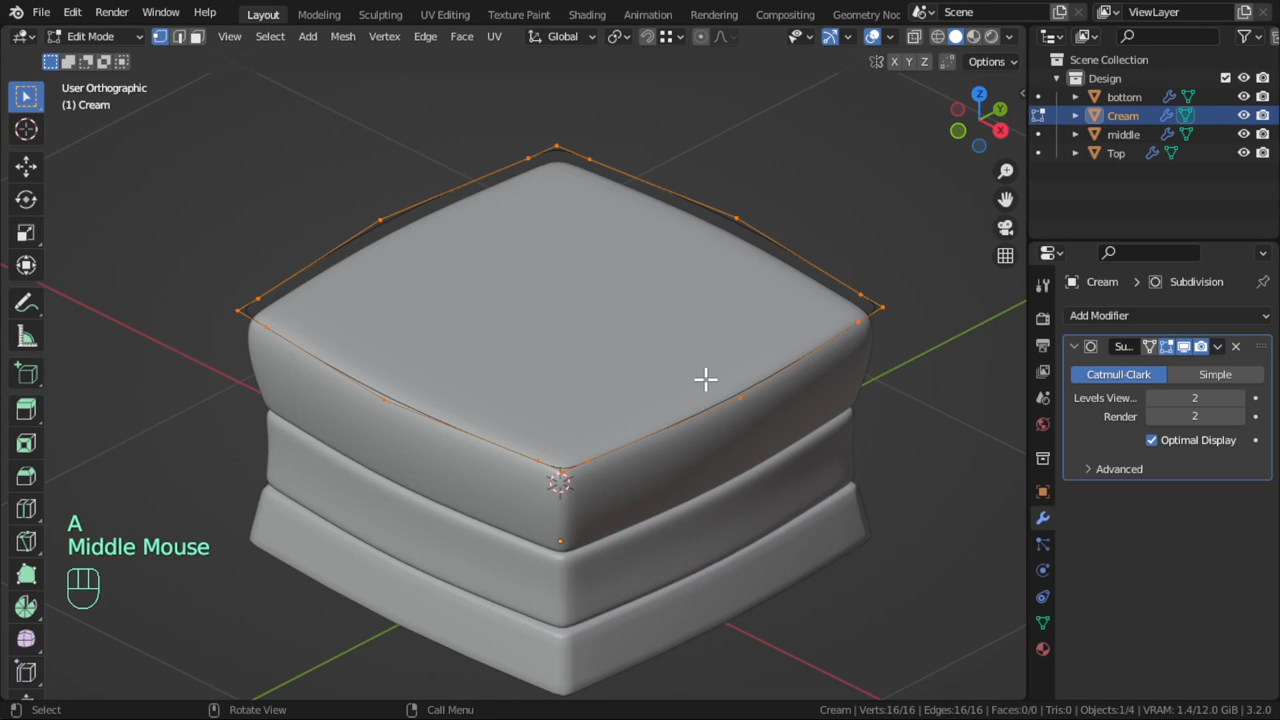 File Edit Render Window Help Layout Modeling Sculpting UV Editing Texture Paint Shading Animation Rendering Compositing Geometry Noc Scene ViewLayer
Edit Mode View Select Add Mesh Vertex Edge Face UV Global
X Y Z Options
User Orthographic
(1) Cream
Scene Collection
Design
bottom
Cream
middle
Top
Z
Y
X
Cream > Subdivision
Add Modifier
Su...
Catmull-Clark Simple
Levels View... 2
Render 2
Optimal Display
Advanced
A
Middle Mouse
Select Rotate View Call Menu Cream | Verts:16/16 | Edges:16/16 | Faces:0/0 | Tris:0 | Objects:1/4 | VRAM: 1.4/12.0 GiB | 3.2.0